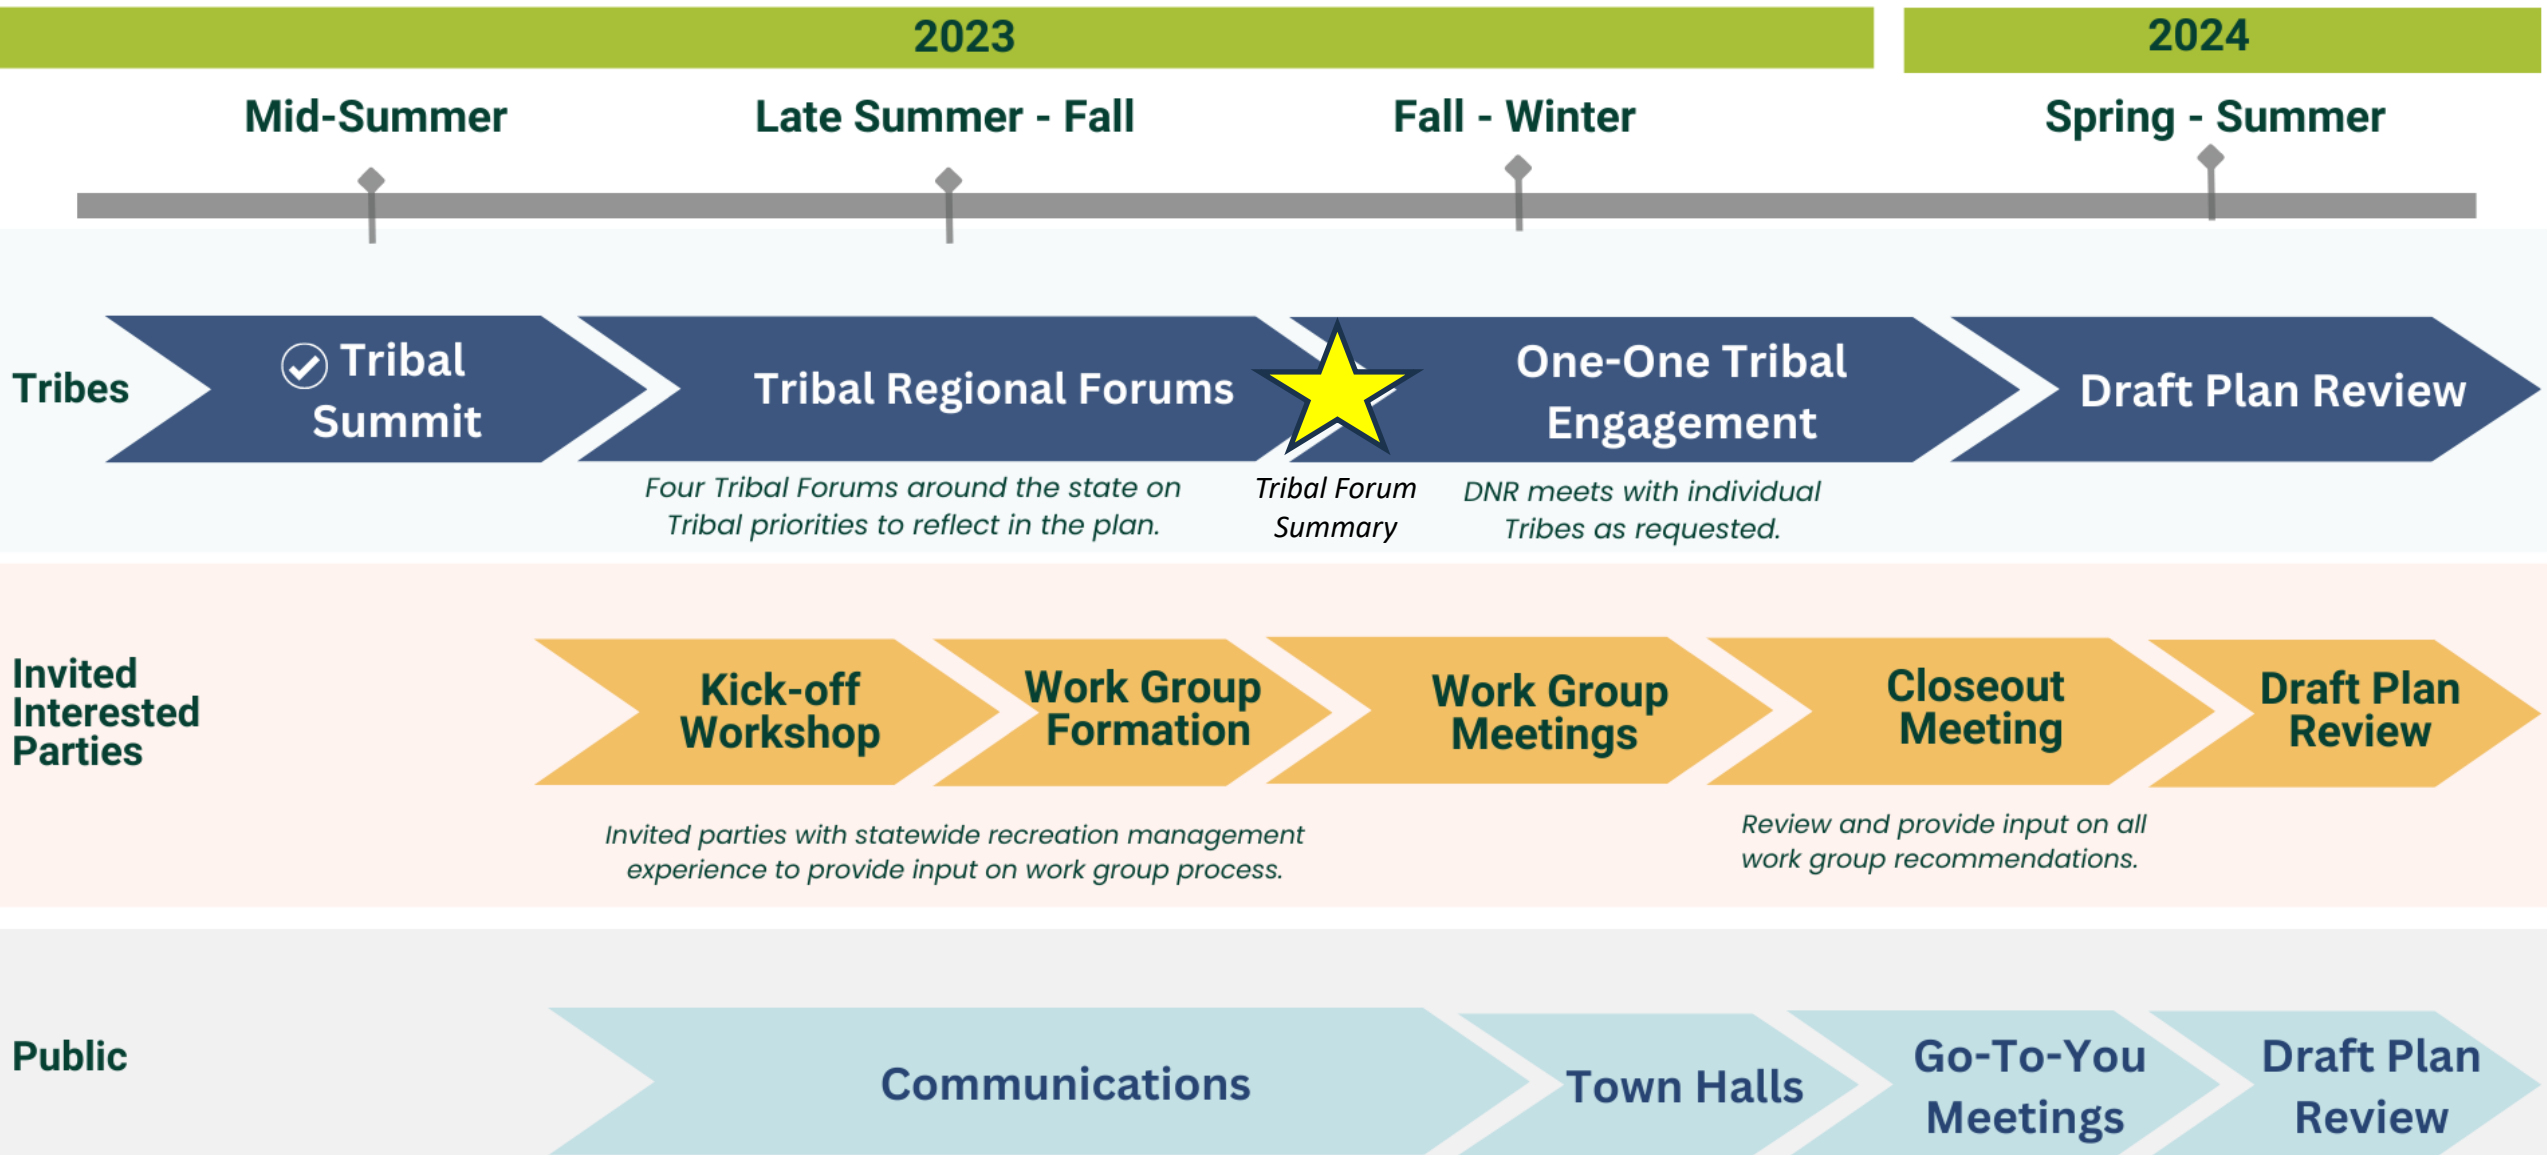 2023
2024
Mid-Summer
Late Summer - Fall
Fall - Winter
Spring - Summer
Tribes
Tribal
Summit
Tribal Regional Forums
One-One Tribal
Engagement
Draft Plan Review
Four Tribal Forums around the state on
Tribal priorities to reflect in the plan.
Tribal Forum
Summary
DNR meets with individual
Tribes as requested.
Invited
Interested
Parties
Kick-off
Workshop
Work Group
Formation
Work Group
Meetings
Closeout
Meeting
Draft Plan
Review
Invited parties with statewide recreation management
experience to provide input on work group process.
Review and provide input on all
work group recommendations.
Public
Communications
Town Halls
Go-To-You
Meetings
Draft Plan
Review